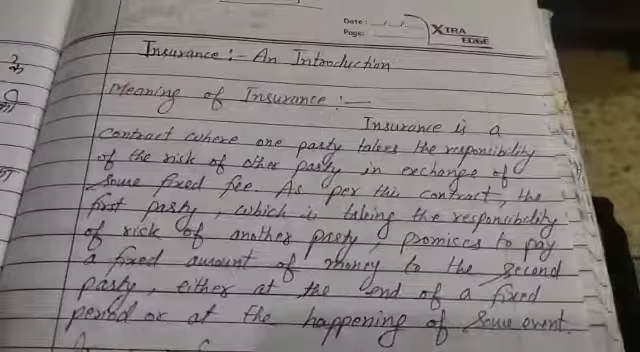 Date:
Page:
XTRA EDGE
Insurance :- An Introduction
Meaning of Insurance :-
Insurance is a
contract where one party takes the responsibility
of the risk of other party in exchange of
some fixed fee. As per this contract, the
first party, which is taking the responsibility
of risk of another party, promises to pay
a fixed amount of money to the second
party, either at the end of a fixed
period or at the happening of some event.